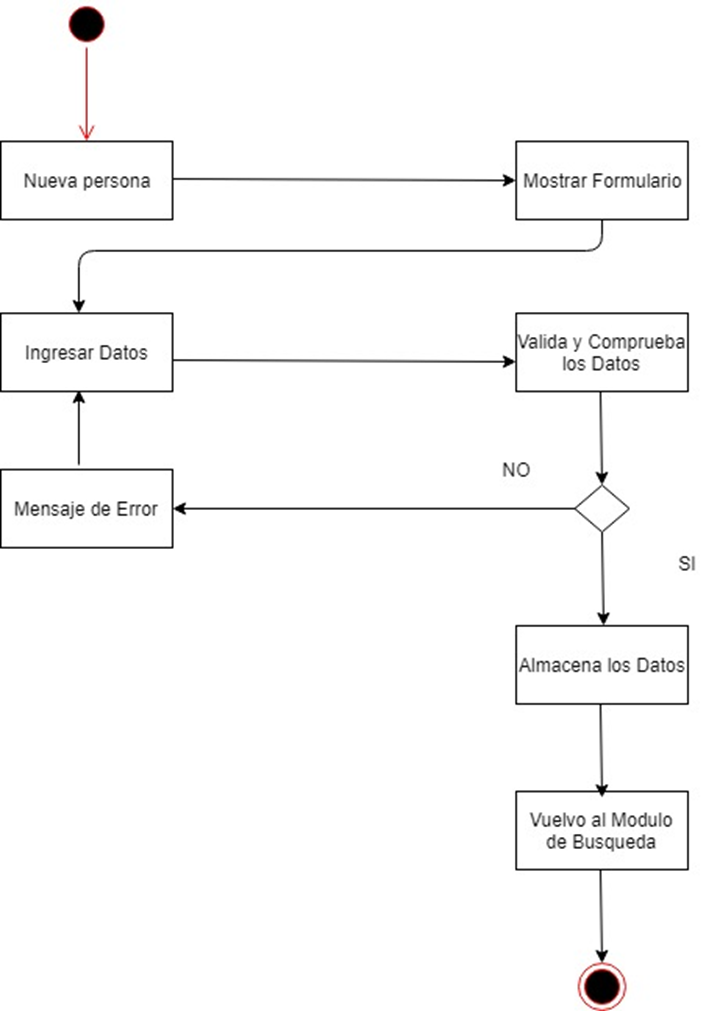 Nueva persona
Mostrar Formulario
Ingresar Datos
Valida y Comprueba
los Datos
NO
Mensaje de Error
SI
Almacena los Datos
Vuelvo al Modulo
de Busqueda